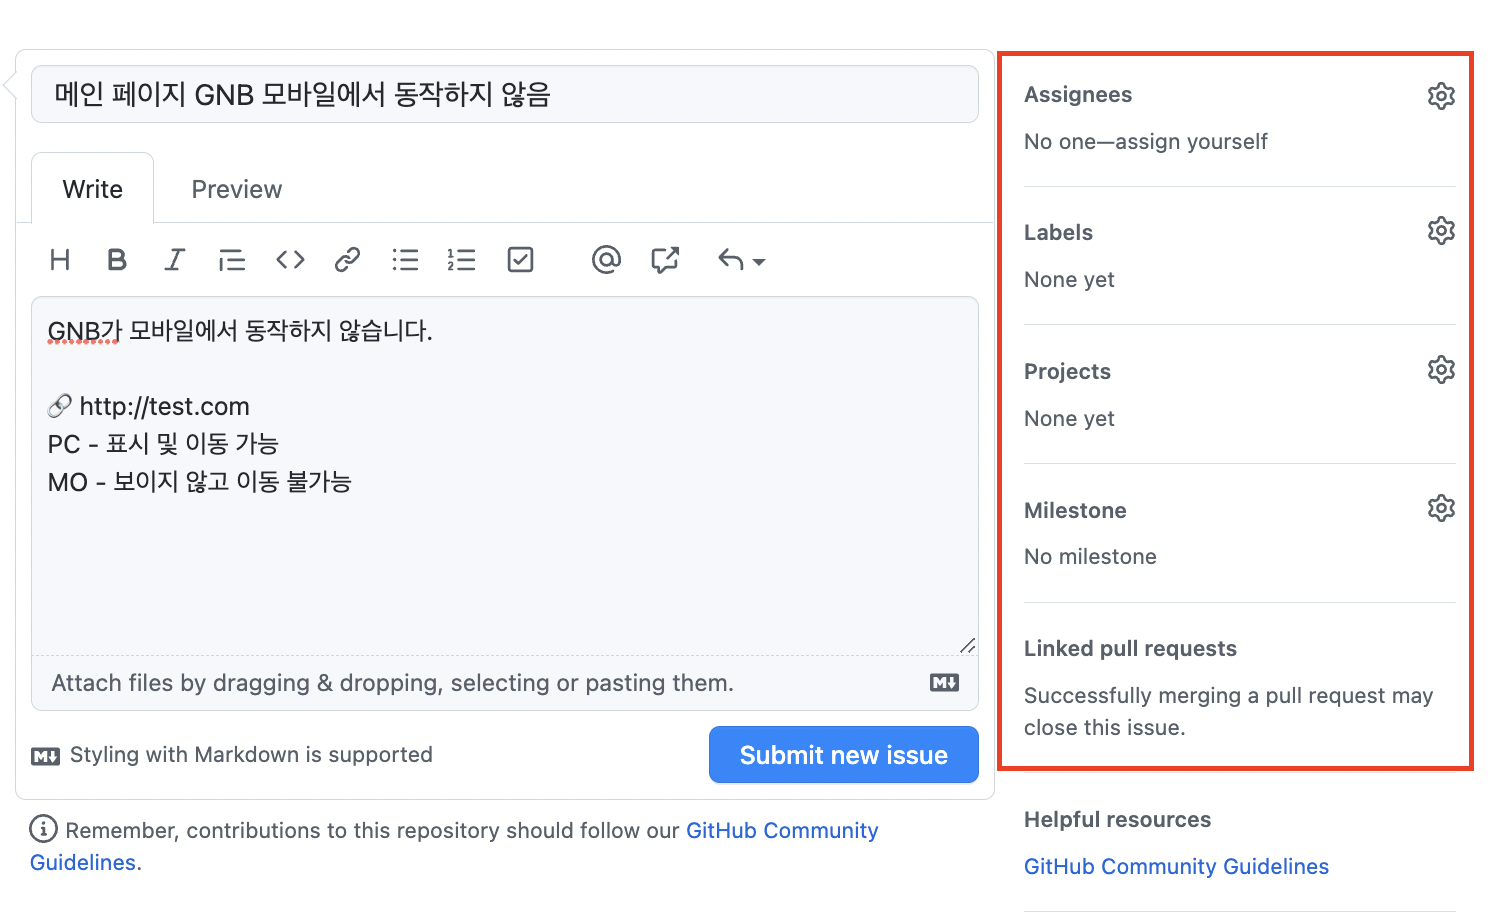 메인 페이지 GNB 모바일에서 동작하지 않음
Write
Preview
GNB가 모바일에서 동작하지 않습니다.
🔗 http://test.com
PC - 표시 및 이동 가능
MO - 보이지 않고 이동 불가능
Attach files by dragging & dropping, selecting or pasting them.
Styling with Markdown is supported
Submit new issue
Remember, contributions to this repository should follow our GitHub Community
Guidelines.
Assignees
No one—assign yourself
Labels
None yet
Projects
None yet
Milestone
No milestone
Linked pull requests
Successfully merging a pull request may
close this issue.
Helpful resources
GitHub Community Guidelines